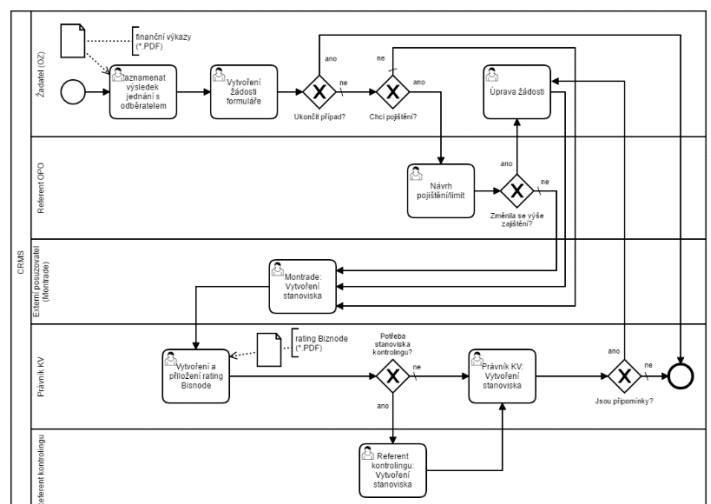 CRMS
Žadatel (OZ)
finanční výkazy
(*.PDF)
aznamenat
výsledek
jednání s
odběratelem
Vytvoření
žádosti
formuláře
ano
ne
Ukončit případ?
ne
ano
Chci pojištění?
Úprava žádosti
Referent OPO
Návrh
pojištění/limit
ano
ne
Změnila se výše
zajištění?
Externí posuzovatel
(Montrade)
Montrade:
Vytvoření
stanoviska
Právník KV
Vytvoření a
přiložení rating
Bisnode
rating Biznode
(*.PDF)
Potřeba
stanoviska
kontrolingu?
ne
ano
Právník KV:
Vytvoření
stanoviska
ano
ne
Jsou připomínky?
eferent kontrolingu
Referent
kontrolingu:
Vytvoření
stanoviska